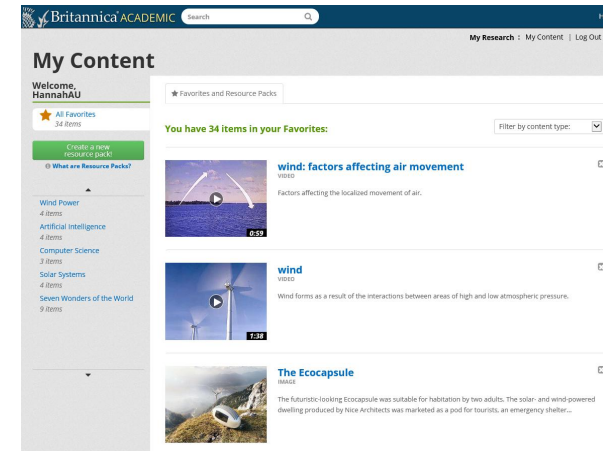 Britannica ACADEMIC
Search
My Research : My Content | Log Out
My Content
Welcome,
HannahAU
All Favorites
34 items
Create a new
resource pack!
What are Resource Packs?
Wind Power
4 items
Artificial Intelligence
4 items
Computer Science
3 items
Solar Systems
4 items
Seven Wonders of the World
9 items
Favorites and Resource Packs
You have 34 items in your Favorites:
Filter by content type:
0:59
wind: factors affecting air movement
VIDEO
Factors affecting the localized movement of air.
1:38
wind
VIDEO
Wind forms as a result of the interactions between areas of high and low atmospheric pressure.
The Ecocapsule
IMAGE
The futuristic-looking Ecocapsule was suitable for habitation by two adults. The solar- and wind-powered
dwelling produced by Nice Architects was marketed as a pod for tourists, an emergency shelter...